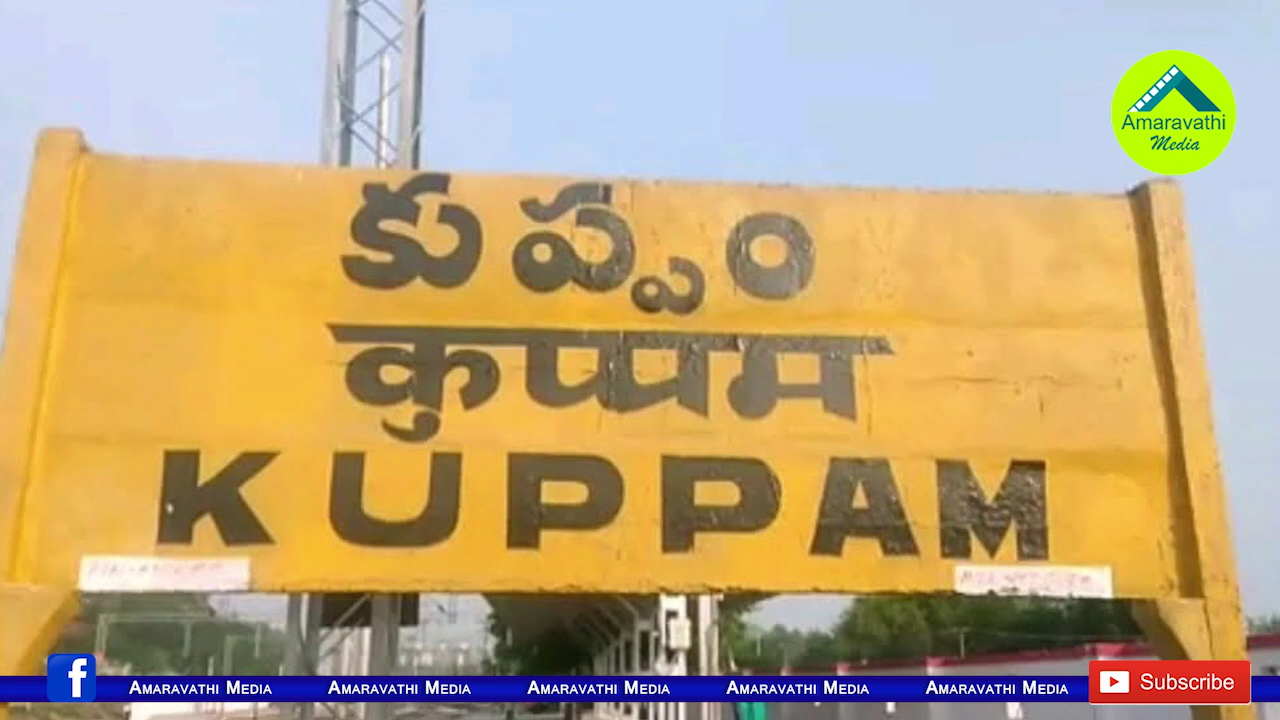 Amaravathi
Media
కుప్పం
कुप्पम
KUPPAM
AMARAVATHI MEDIA AMARAVATHI MEDIA AMARAVATHI MEDIA AMARAVATHI MEDIA AMARAVATHI MEDIA
Subscribe